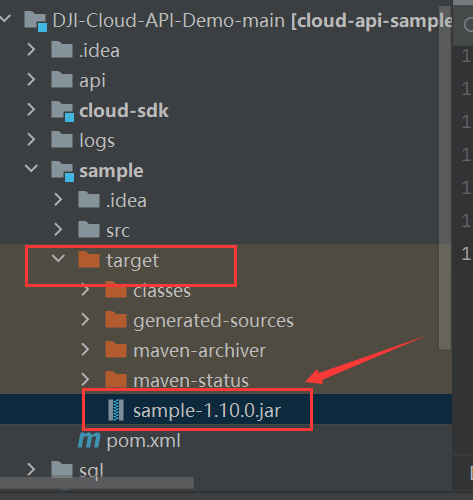 DJI-Cloud-API-Demo-main [cloud-api-sample
.idea
api
cloud-sdk
logs
sample
.idea
src
target
classes
generated-sources
maven-archiver
maven-status
sample-1.10.0.jar
m pom.xml
sql